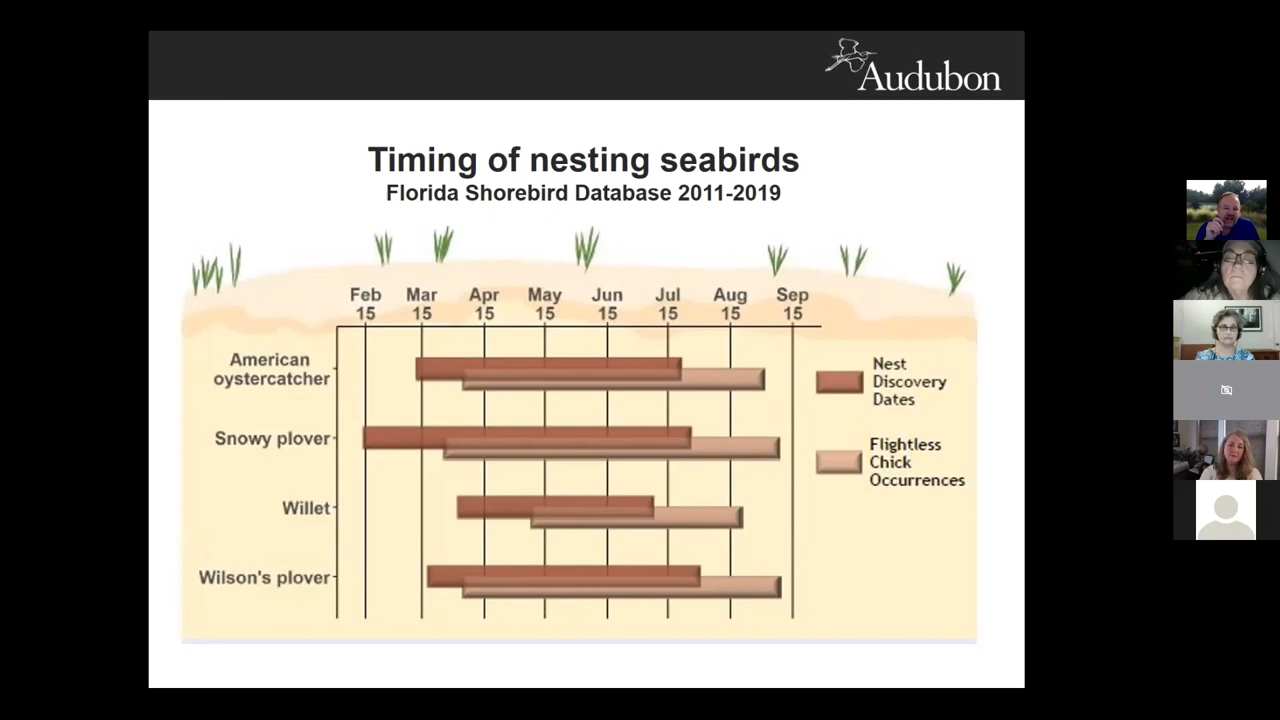 Audubon
Timing of nesting seabirds
Florida Shorebird Database 2011-2019
Feb Mar Apr May Jun Jul Aug Sep
15 15 15 15 15 15 15 15
American
oystercatcher
Snowy plover
Willet
Wilson's plover
Nest
Discovery
Dates
Flightless
Chick
Occurrences